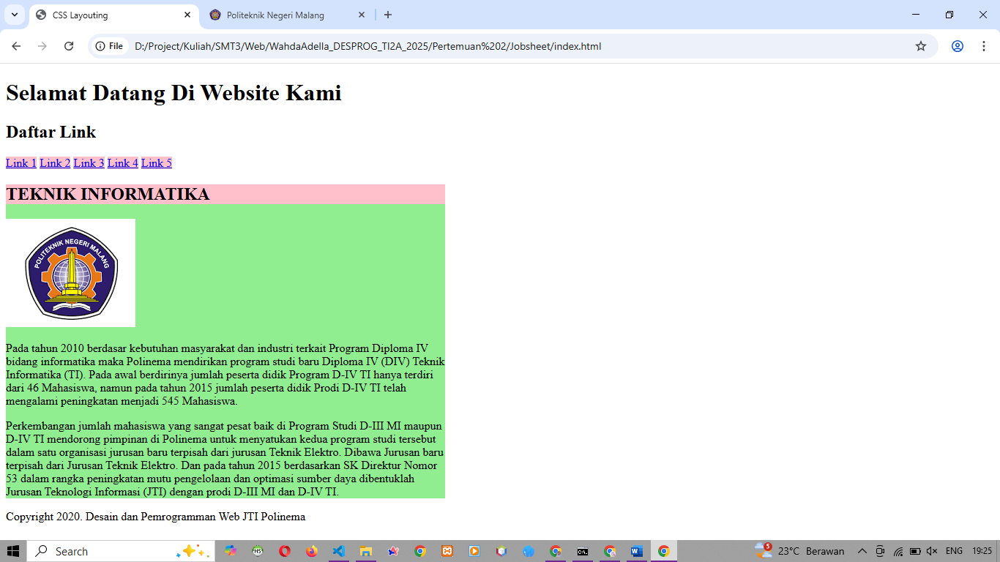 CSS Layouting
Politeknik Negeri Malang
File
D:/Project/Kuliah/SMT3/Web/WahdaAdella_DESPROG_TI2A_2025/Pertemuan%202/Jobsheet/index.html
Selamat Datang Di Website Kami
Daftar Link
Link 1 Link 2 Link 3 Link 4 Link 5
TEKNIK INFORMATIKA
POLITEKNIK NEGERI MALANG
Pada tahun 2010 berdasar kebutuhan masyarakat dan industri terkait Program Diploma IV
bidang informatika maka Polinema mendirikan program studi baru Diploma IV (DIV) Teknik
Informatika (TI). Pada awal berdirinya jumlah peserta didik Program D-IV TI hanya terdiri
dari 46 Mahasiswa, namun pada tahun 2015 jumlah peserta didik Prodi D-IV TI telah
mengalami peningkatan menjadi 545 Mahasiswa.
Perkembangan jumlah mahasiswa yang sangat pesat baik di Program Studi D-III MI maupun
D-IV TI mendorong pimpinan di Polinema untuk menyatukan kedua program studi tersebut
dalam satu organisasi jurusan baru terpisah dari jurusan Teknik Elektro. Dibawa Jurusan baru
terpisah dari Jurusan Teknik Elektro. Dan pada tahun 2015 berdasarkan SK Direktur Nomor
53 dalam rangka peningkatan mutu pengelolaan dan optimasi sumber daya dibentuklah
Jurusan Teknologi Informasi (JTI) dengan prodi D-III MI dan D-IV TI.
Copyright 2020. Desain dan Pemrogramman Web JTI Polinema
Search
5
23°C Berawan
ENG
19:25